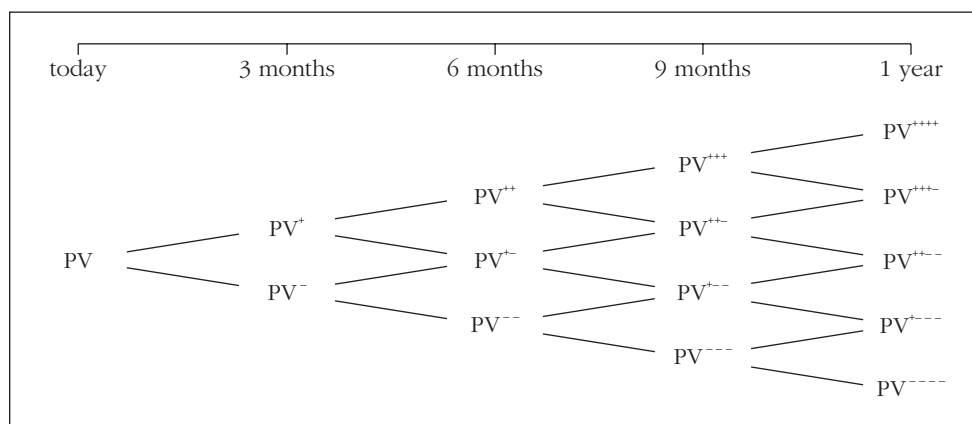 today 3 months 6 months 9 months 1 year
PV⁺⁺⁺⁺
PV⁺⁺⁺
PV⁺⁺ PV⁺⁺⁺⁻
PV⁺ PV⁺⁺⁻
PV PV⁺⁻ PV⁺⁺⁻⁻
PV⁻ PV⁺⁻⁻
PV⁻⁻ PV⁺⁻⁻⁻
PV⁻⁻⁻
PV⁻⁻⁻⁻